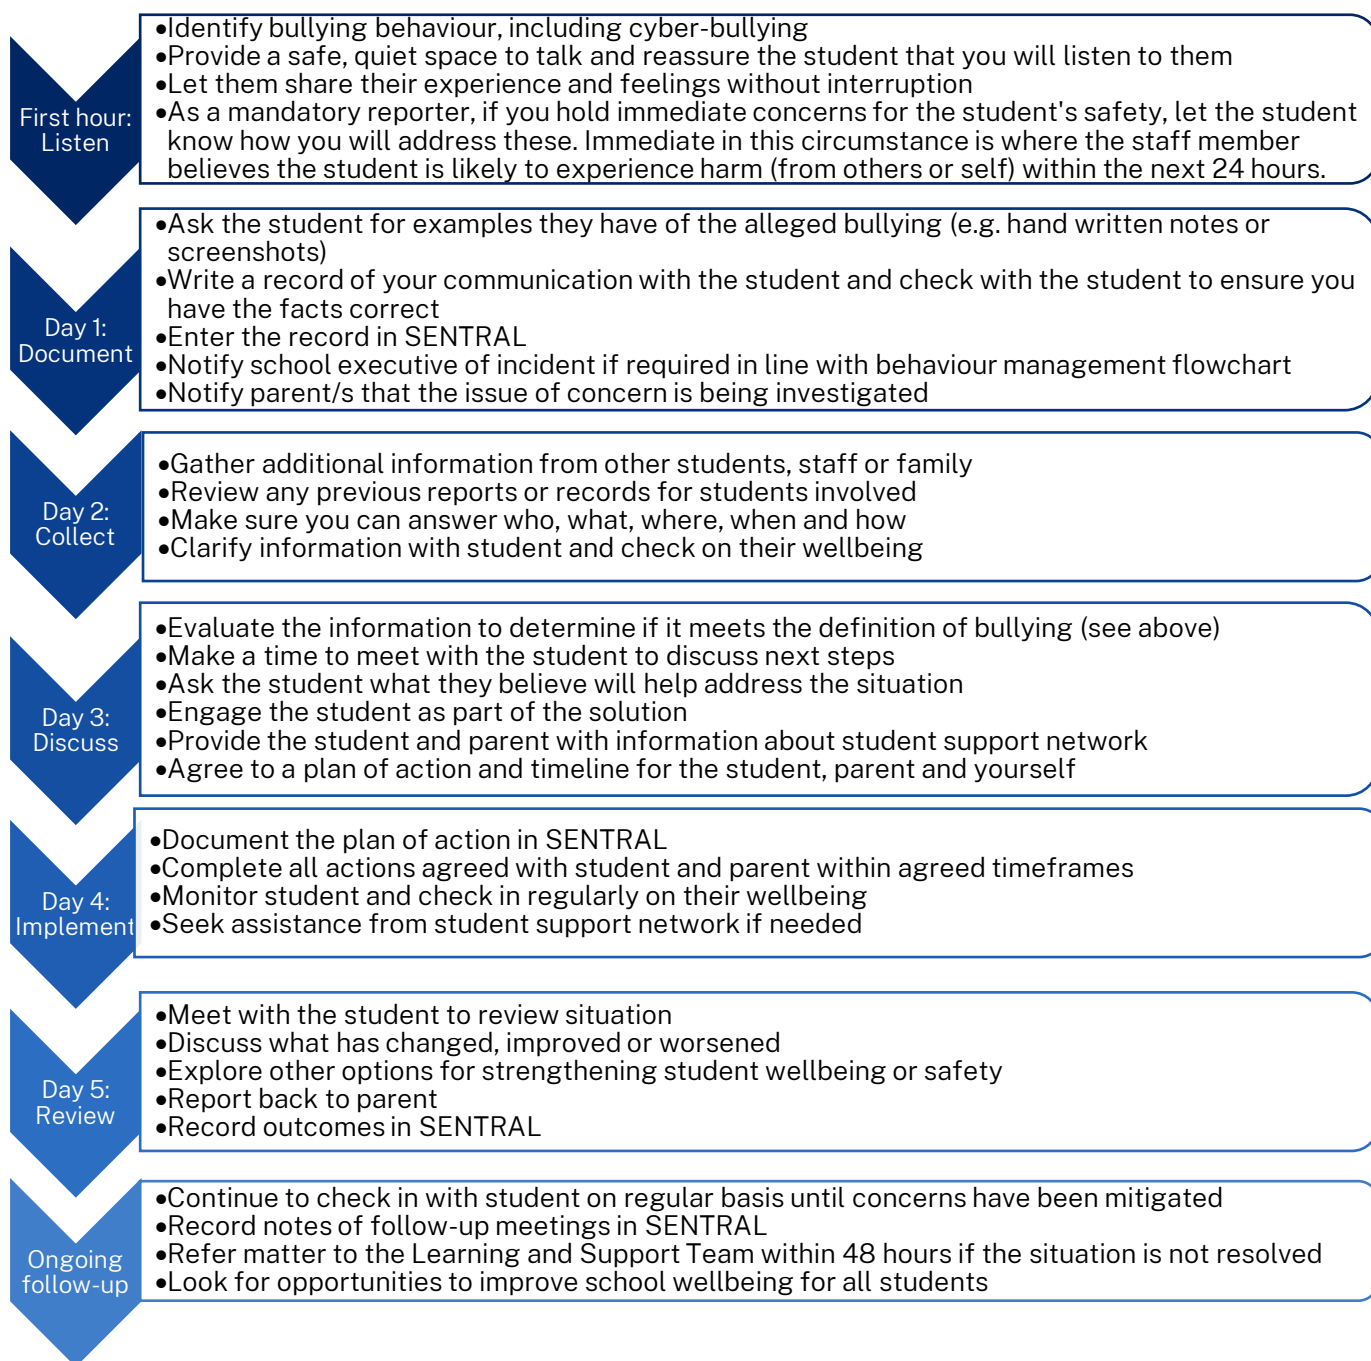 First hour:
Listen
•Identify bullying behaviour, including cyber-bullying
•Provide a safe, quiet space to talk and reassure the student that you will listen to them
•Let them share their experience and feelings without interruption
•As a mandatory reporter, if you hold immediate concerns for the student's safety, let the student
know how you will address these. Immediate in this circumstance is where the staff member
believes the student is likely to experience harm (from others or self) within the next 24 hours.
Day 1:
Document
•Ask the student for examples they have of the alleged bullying (e.g. hand written notes or
screenshots)
•Write a record of your communication with the student and check with the student to ensure you
have the facts correct
•Enter the record in SENTRAL
•Notify school executive of incident if required in line with behaviour management flowchart
•Notify parent/s that the issue of concern is being investigated
Day 2:
Collect
•Gather additional information from other students, staff or family
•Review any previous reports or records for students involved
•Make sure you can answer who, what, where, when and how
•Clarify information with student and check on their wellbeing
Day 3:
Discuss
•Evaluate the information to determine if it meets the definition of bullying (see above)
•Make a time to meet with the student to discuss next steps
•Ask the student what they believe will help address the situation
•Engage the student as part of the solution
•Provide the student and parent with information about student support network
•Agree to a plan of action and timeline for the student, parent and yourself
Day 4:
Implement
•Document the plan of action in SENTRAL
•Complete all actions agreed with student and parent within agreed timeframes
•Monitor student and check in regularly on their wellbeing
•Seek assistance from student support network if needed
Day 5:
Review
•Meet with the student to review situation
•Discuss what has changed, improved or worsened
•Explore other options for strengthening student wellbeing or safety
•Report back to parent
•Record outcomes in SENTRAL
Ongoing
follow-up
•Continue to check in with student on regular basis until concerns have been mitigated
•Record notes of follow-up meetings in SENTRAL
•Refer matter to the Learning and Support Team within 48 hours if the situation is not resolved
•Look for opportunities to improve school wellbeing for all students